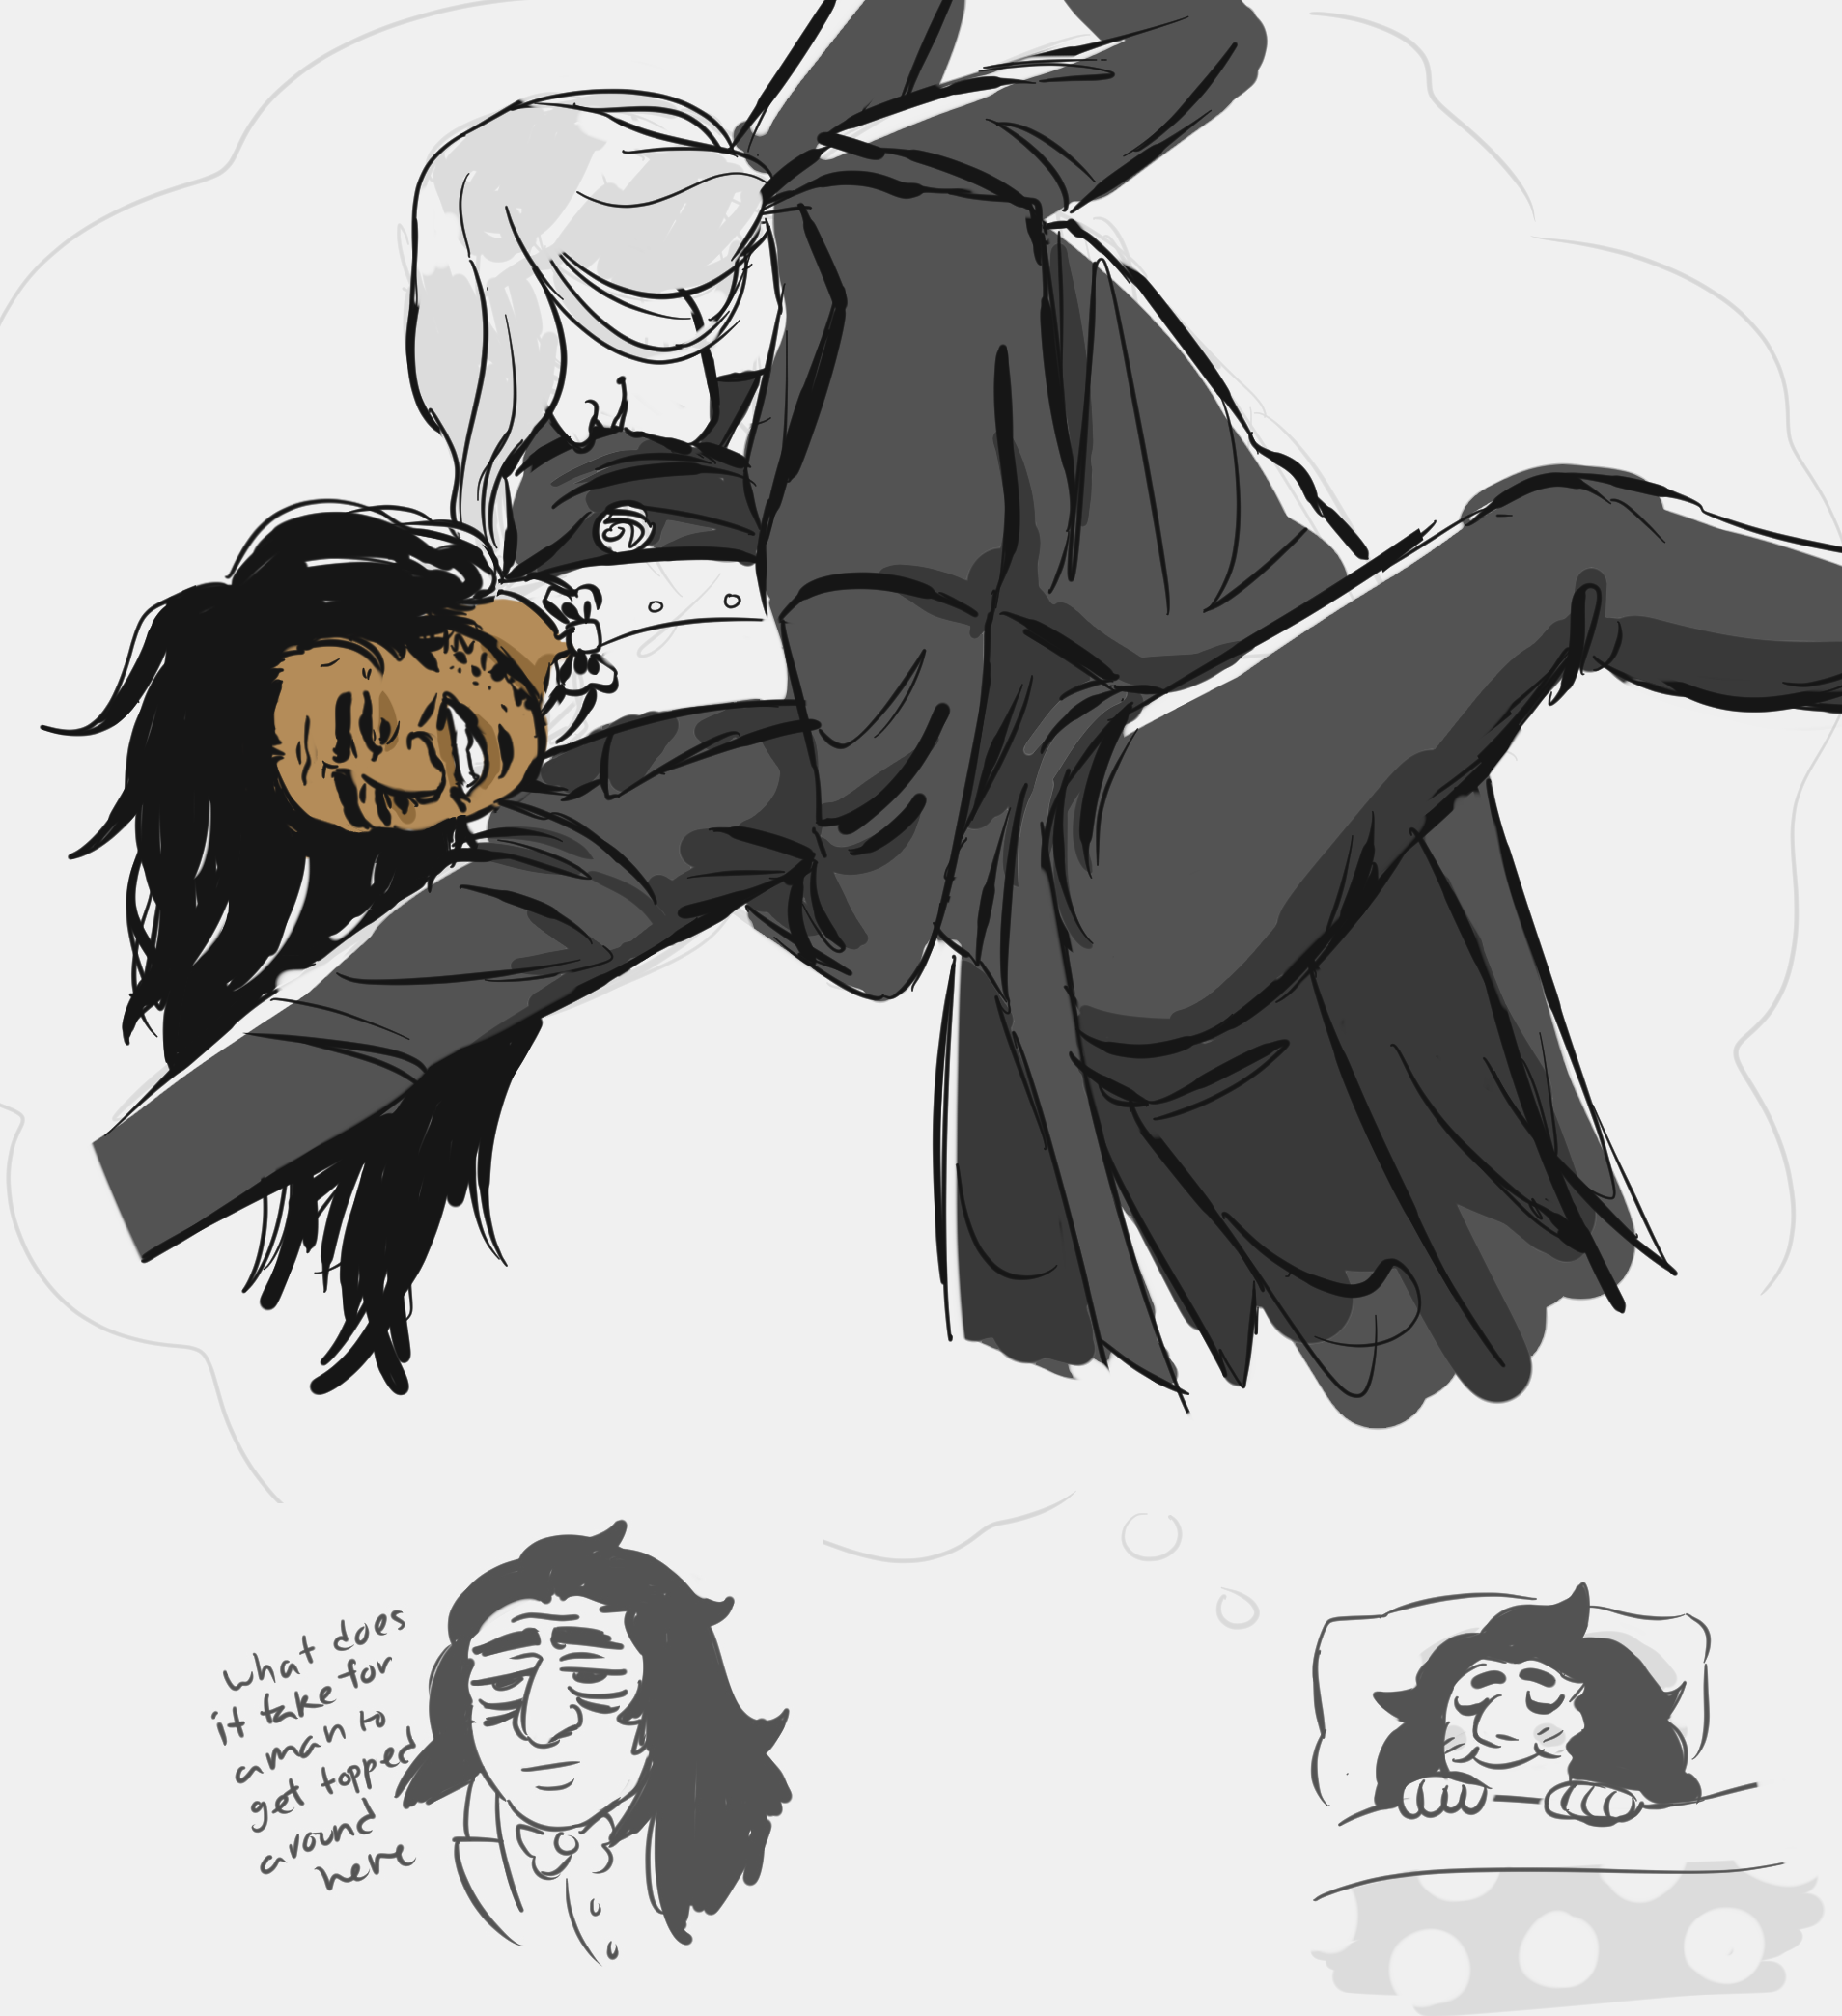 what does
it take for
a man to
get topped
around
here